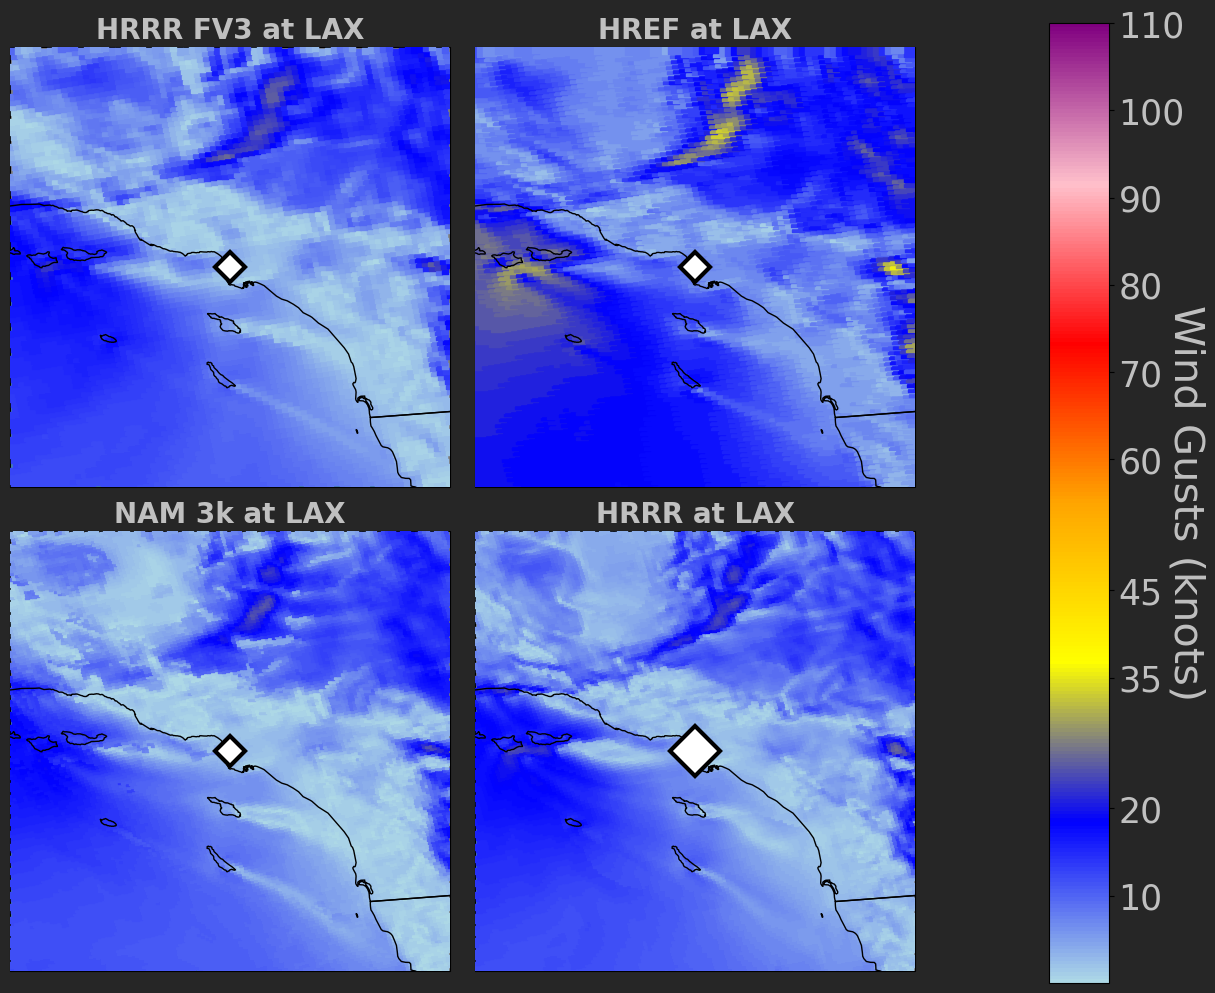 HRRR FV3 at LAX
HREF at LAX
NAM 3k at LAX
HRRR at LAX
110
100
90
80
70
60
45
35
20
10
Wind Gusts (knots)